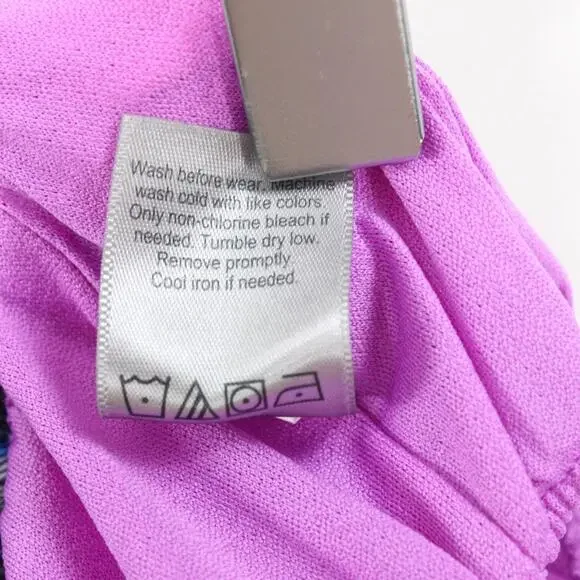 Wash before wear. Machine
wash cold with like colors
Only non-chlorine bleach if
needed. Tumble dry low.
Remove promptly
Cool iron if needed.